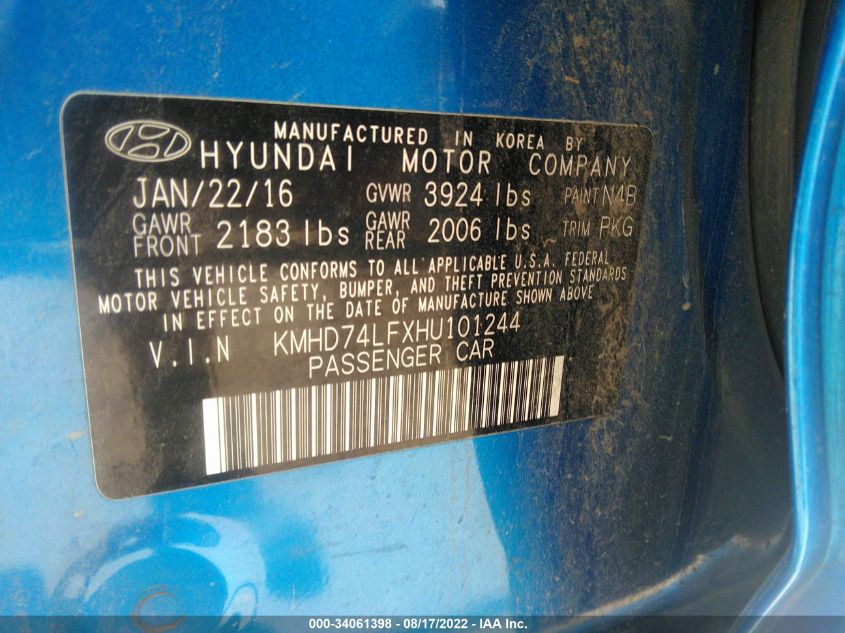 MANUFACTURED IN KOREA BY
HYUNDAI MOTOR COMPANY
JAN/22/16 GVWR 3924 lbs PAINT N4B
GAWR FRONT 2183 lbs GAWR REAR 2006 lbs TRIM PKG
THIS VEHICLE CONFORMS TO ALL APPLICABLE U.S.A. FEDERAL
MOTOR VEHICLE SAFETY, BUMPER, AND THEFT PREVENTION STANDARDS
IN EFFECT ON THE DATE OF MANUFACTURE SHOWN ABOVE
V.I.N KMHD74LFXHU101244
PASSENGER CAR
000-34061398 - 08/17/2022 - IAA Inc.